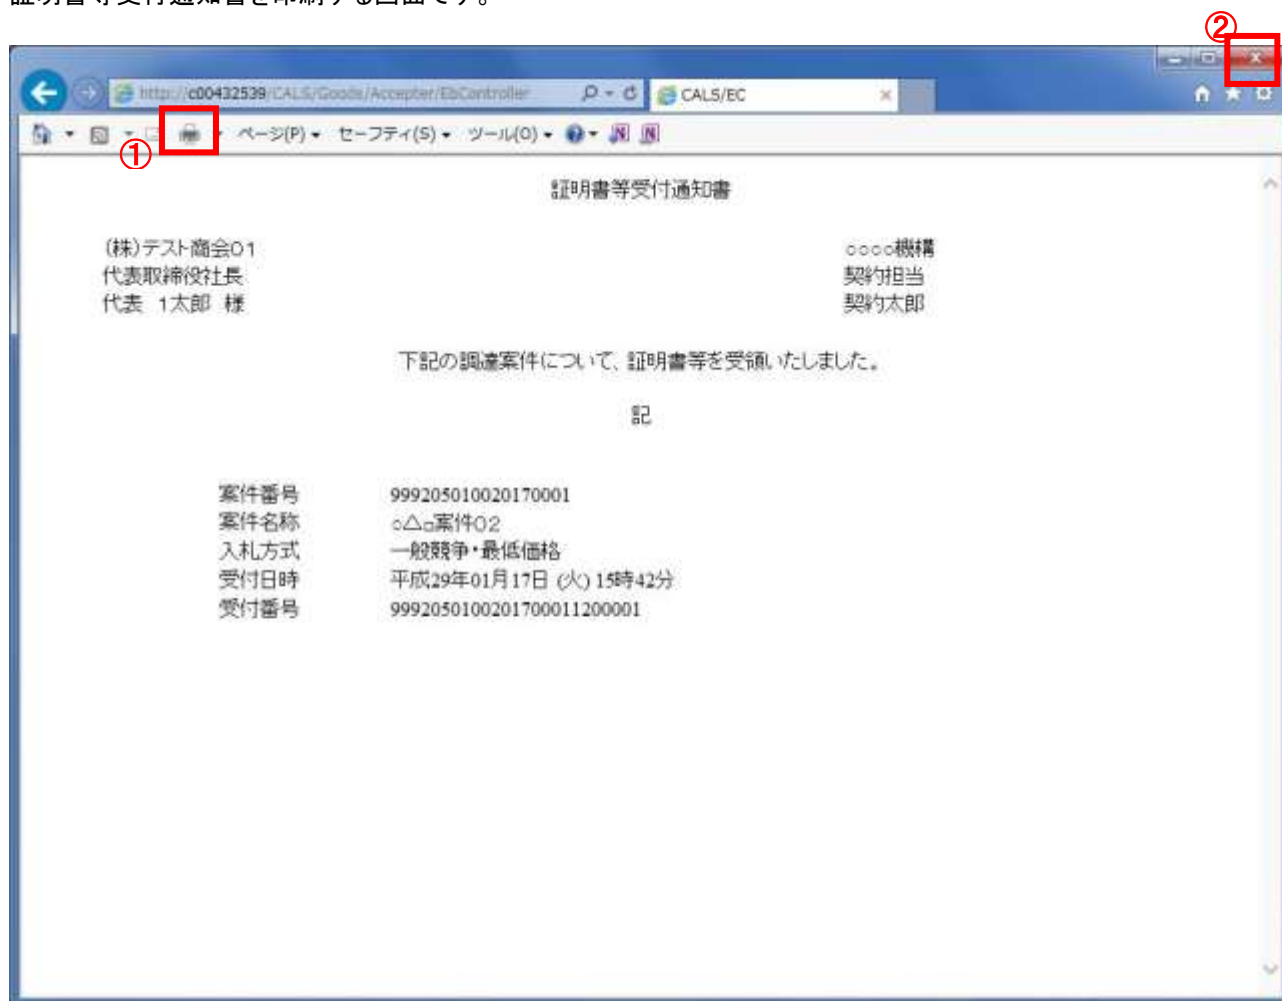 証明書等受付通知書を印刷する画面です。
②
http://c00432539/CALS/Goods/Accepter/EbController
CALS/EC
ページ(P) セーフティ(S) ツール(O)
①
証明書等受付通知書
(株)テスト商会01
○○○○機構
代表取締役社長
契約担当
代表 1太郎 様
契約太郎
下記の調達案件について、証明書等を受領いたしました。
記
案件番号 999205010020170001
案件名称 ○△□案件02
入札方式 一般競争・最低価格
受付日時 平成29年01月17日 (火) 15時42分
受付番号 9992050100201700011200001